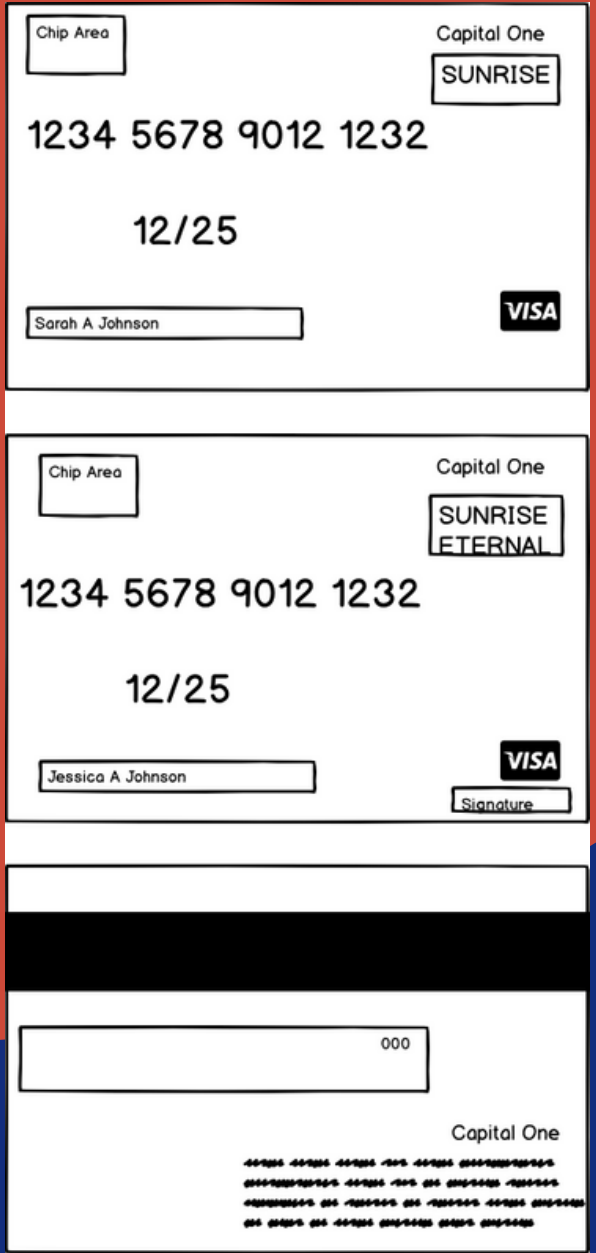 Chip Area
Capital One
SUNRISE
1234 5678 9012 1232
12/25
Sarah A Johnson
VISA
Chip Area
Capital One
SUNRISE
ETERNAL
1234 5678 9012 1232
12/25
Jessica A Johnson
VISA
Signature
000
Capital One